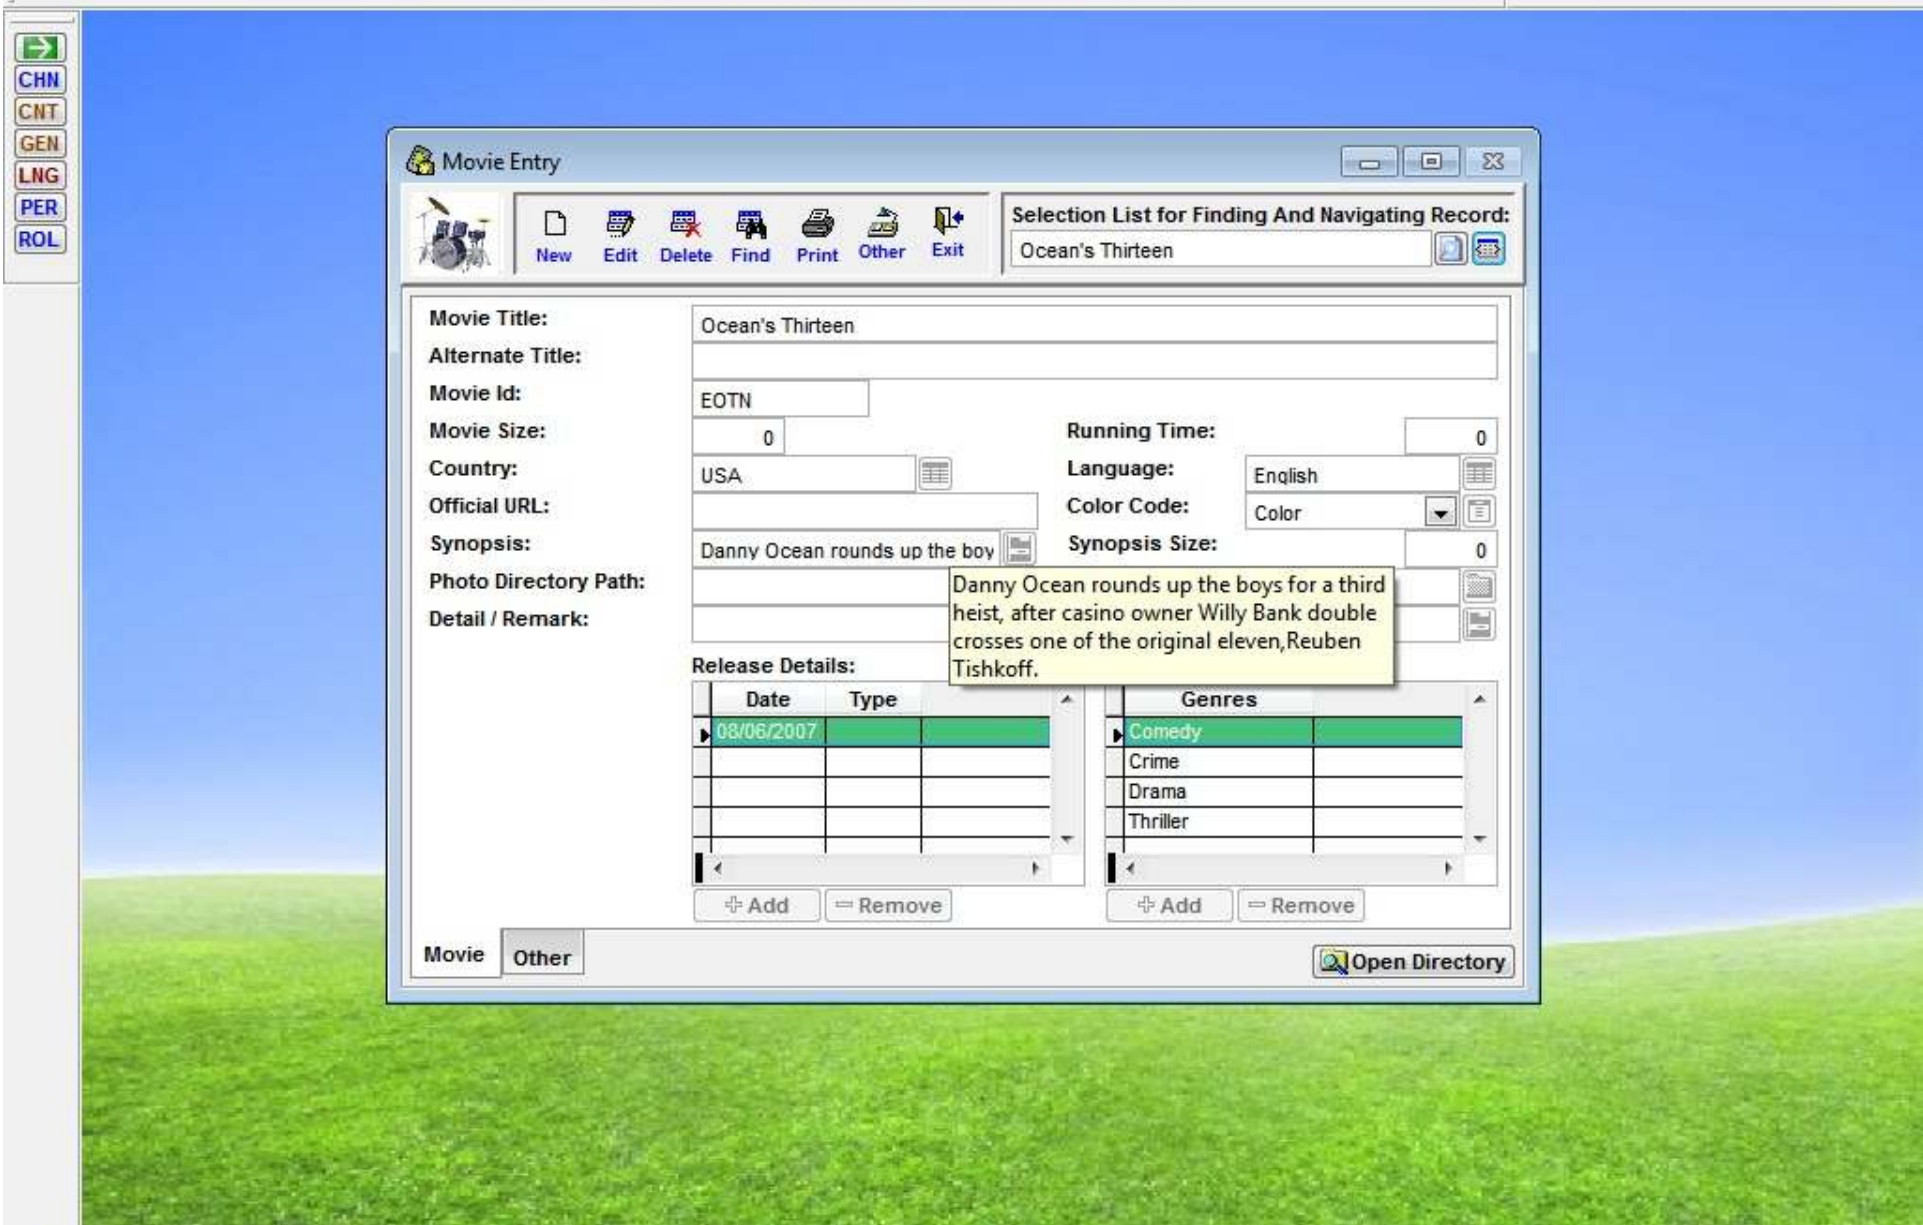 CHN
CNT
GEN
LNG
PER
ROL
Movie Entry
New Edit Delete Find Print Other Exit
Selection List for Finding And Navigating Record:
Ocean's Thirteen
Movie Title: Ocean's Thirteen
Alternate Title:
Movie Id: EOTN
Movie Size: 0 Running Time: 0
Country: USA Language: English
Official URL: Color Code: Color
Synopsis: Danny Ocean rounds up the boy Synopsis Size: 0
Photo Directory Path:
Detail / Remark:
Danny Ocean rounds up the boys for a third
heist, after casino owner Willy Bank double
crosses one of the original eleven,Reuben
Tishkoff.
Release Details:
Date Type Genres
08/06/2007 Comedy
Crime
Drama
Thriller
Add Remove Add Remove
Movie Other Open Directory